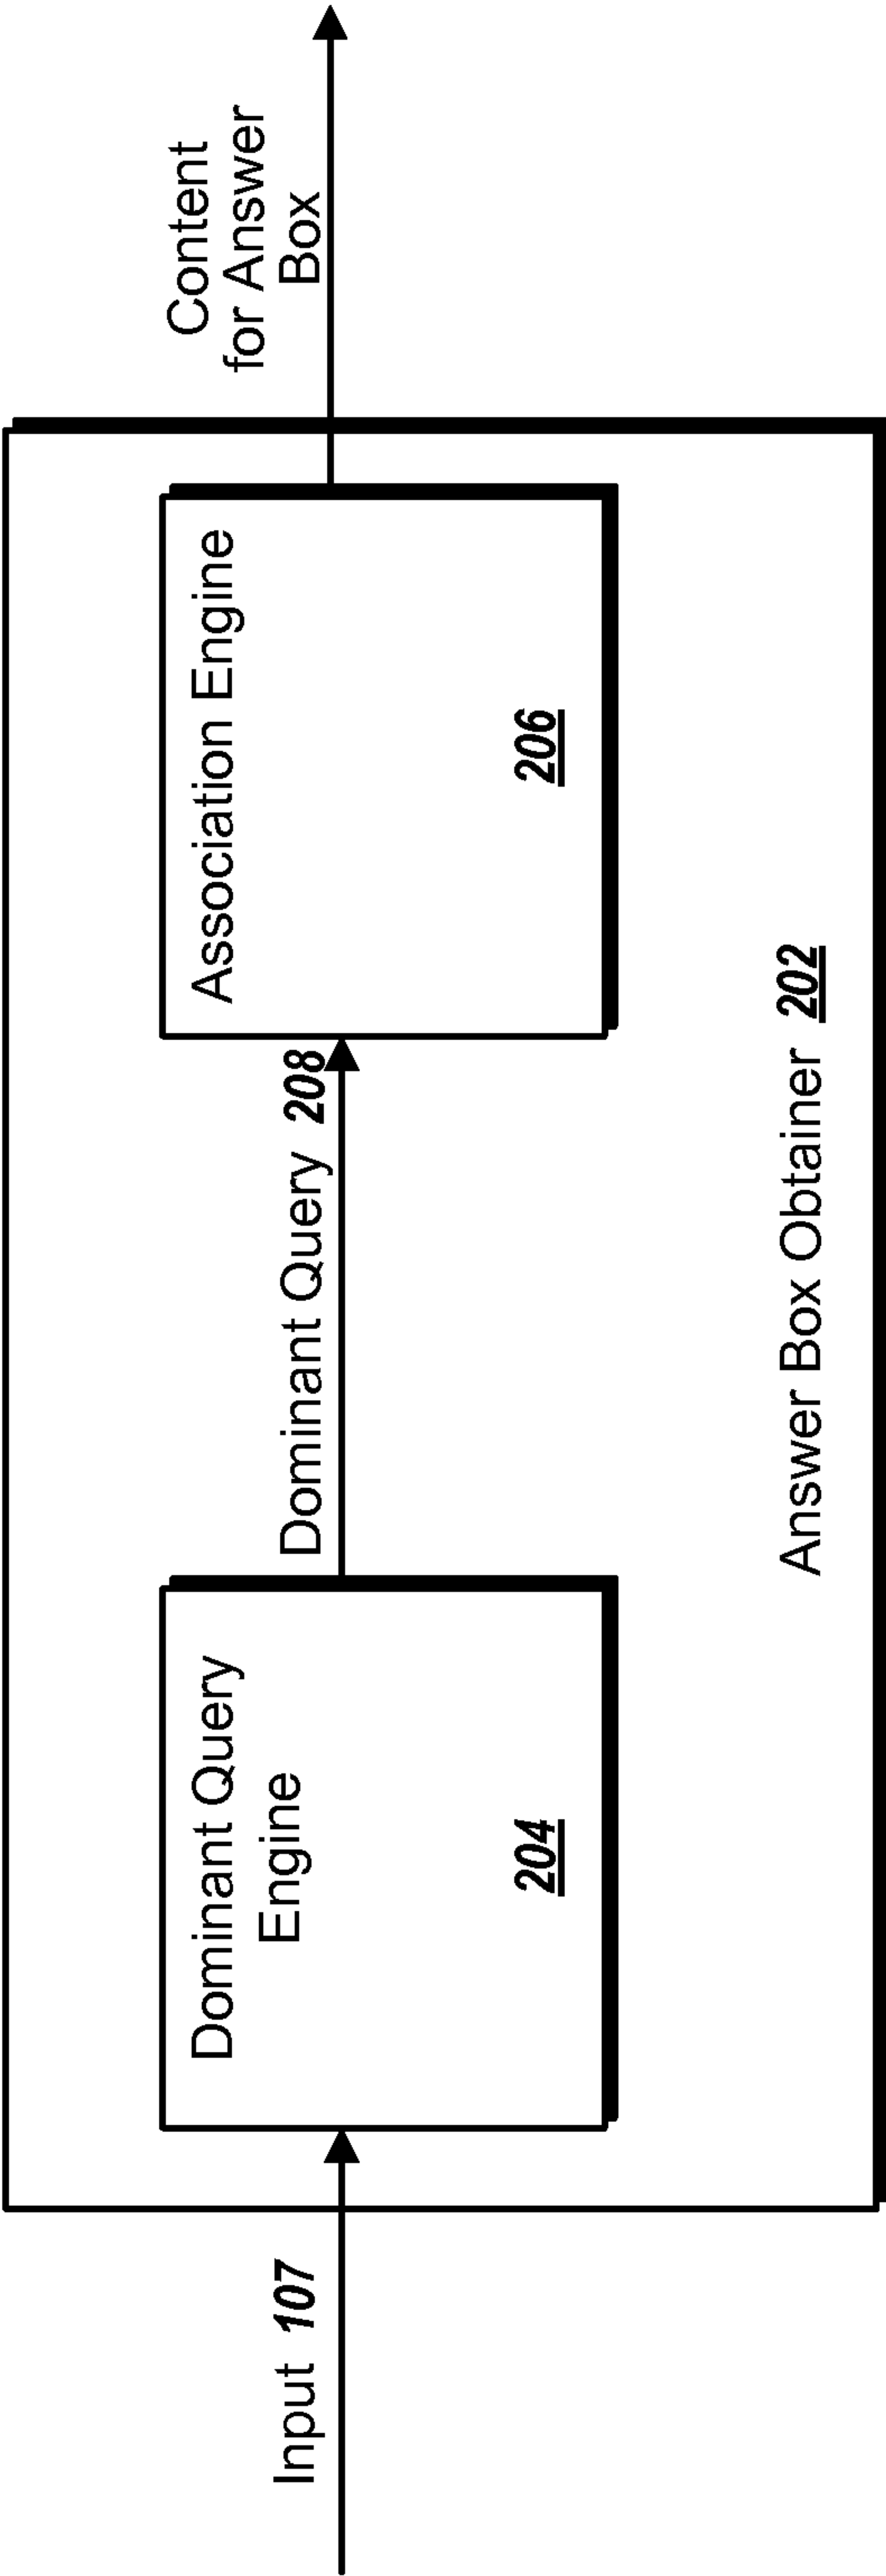 Input 107
Dominant Query
Engine
204
Dominant Query 208
Association Engine
206
Content
for Answer
Box
Answer Box Obtainer 202